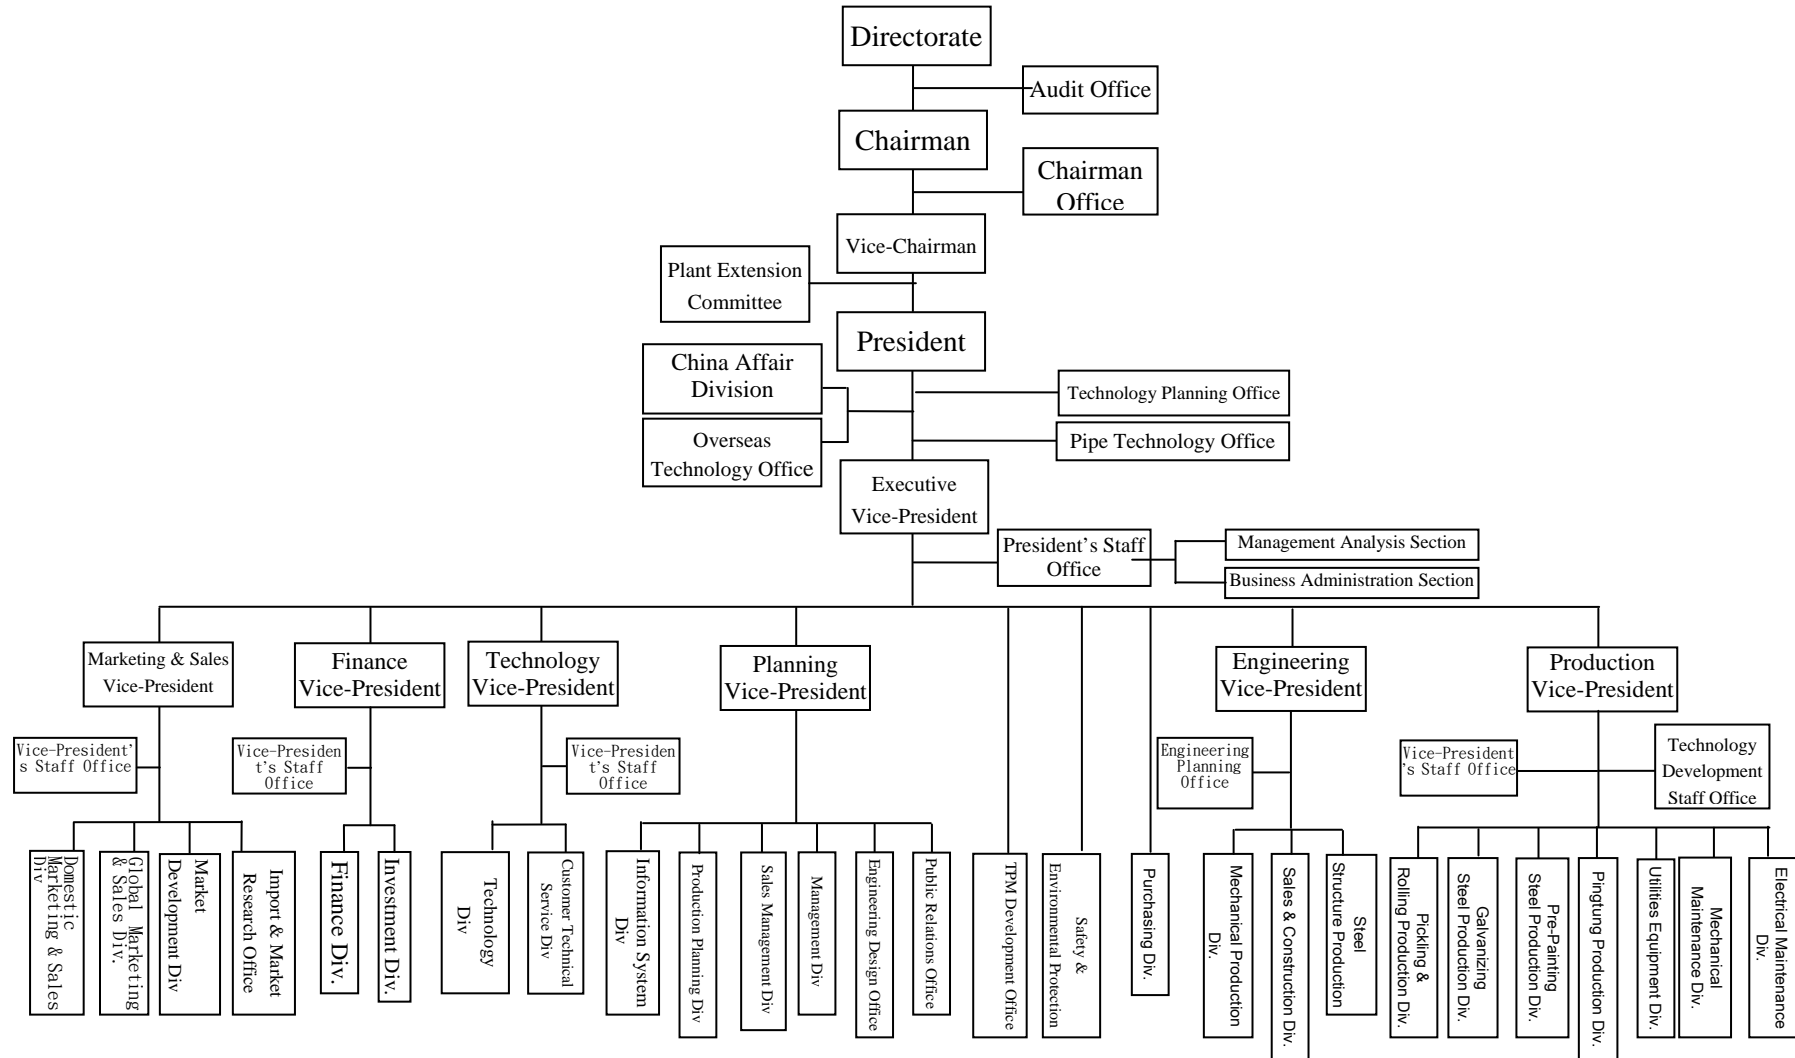 Directorate
Audit Office
Chairman
Chairman
Office
Vice-Chairman
Plant Extension
Committee
President
China Affair
Division
Technology Planning Office
Overseas
Technology Office
Pipe Technology Office
Executive
Vice-President
President’s Staff
Office
Management Analysis Section
Business Administration Section
Marketing & Sales
Vice-President
Finance
Vice-President
Technology
Vice-President
Planning
Vice-President
Engineering
Vice-President
Production
Vice-President
Vice-President’
s Staff Office
Vice-Presiden
t’s Staff
Office
Vice-Presiden
t’s Staff
Office
Engineering
Planning
Office
Vice-President
’s Staff Office
Technology
Development
Staff Office
Domestic
Marketing & Sales
Div
Global Marketing
& Sales Div.
Market
Development Div
Import & Market
Research Office
Finance Div.
Investment Div.
Technology
Div
Customer Technical
Service Div
Information System
Div
Production Planning Div
Sales Management Div
Management Div
Engineering Design Office
Public Relations Office
TPM Development Office
Safety &
Environmental Protection
Purchasing Div.
Mechanical Production
Div.
Sales & Construction Div.
Steel
Structure Production
Pickling &
Rolling Production Div.
Galvanizing
Steel Production Div.
Pre-Painting
Steel Production Div.
Pingtung Production Div.
Utilities Equipment Div.
Mechanical
Maintenance Div.
Electrical Maintenance
Div.